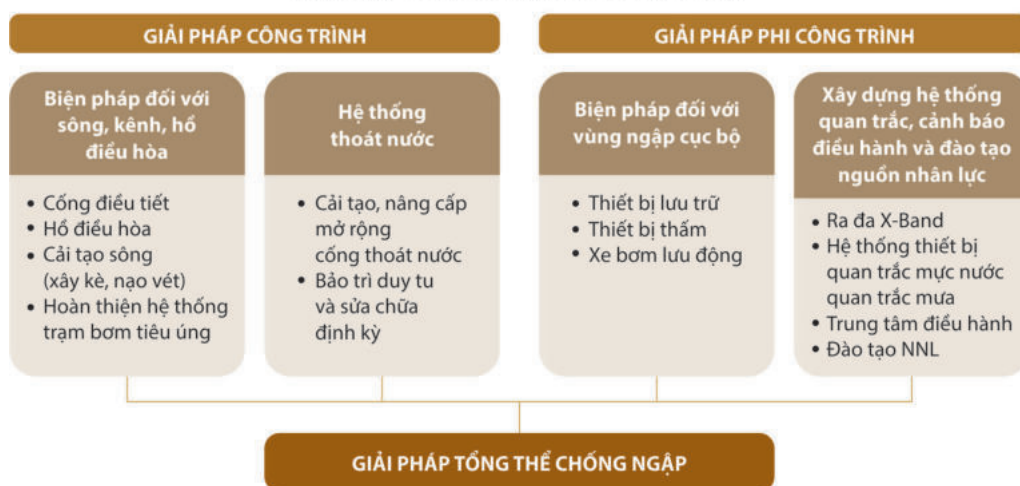 GIẢI PHÁP CÔNG TRÌNH
Biện pháp đối với
sông, kênh, hồ
điều hòa
• Cống điều tiết
• Hồ điều hòa
• Cải tạo sông
(xây kè, nạo vét)
• Hoàn thiện hệ thống
trạm bơm tiêu úng
Hệ thống
thoát nước
• Cải tạo, nâng cấp
mở rộng
cống thoát nước
• Bảo trì duy tu
và sửa chữa
định kỳ
GIẢI PHÁP PHI CÔNG TRÌNH
Biện pháp đối với
vùng ngập cục bộ
• Thiết bị lưu trữ
• Thiết bị thấm
• Xe bơm lưu động
Xây dựng hệ thống
quan trắc, cảnh báo
điều hành và đào tạo
nguồn nhân lực
• Ra đa X-Band
• Hệ thống thiết bị
quan trắc mực nước
quan trắc mưa
• Trung tâm điều hành
• Đào tạo NNL
GIẢI PHÁP TỔNG THỂ CHỐNG NGẬP